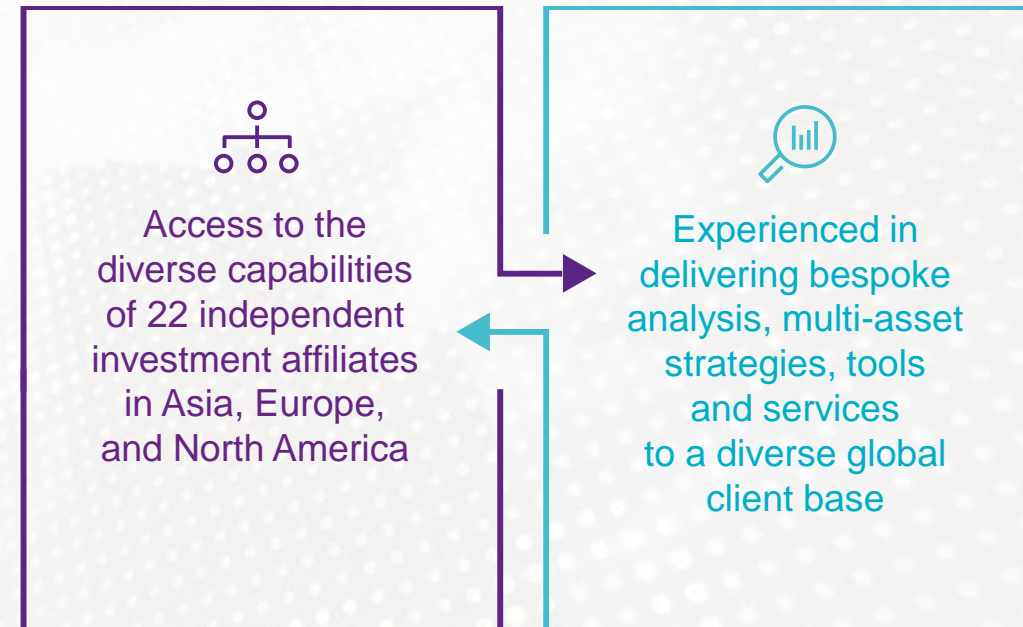 Access to the
diverse capabilities
of 22 independent
investment affiliates
in Asia, Europe,
and North America
Experienced in
delivering bespoke
analysis, multi-asset
strategies, tools
and services
to a diverse global
client base